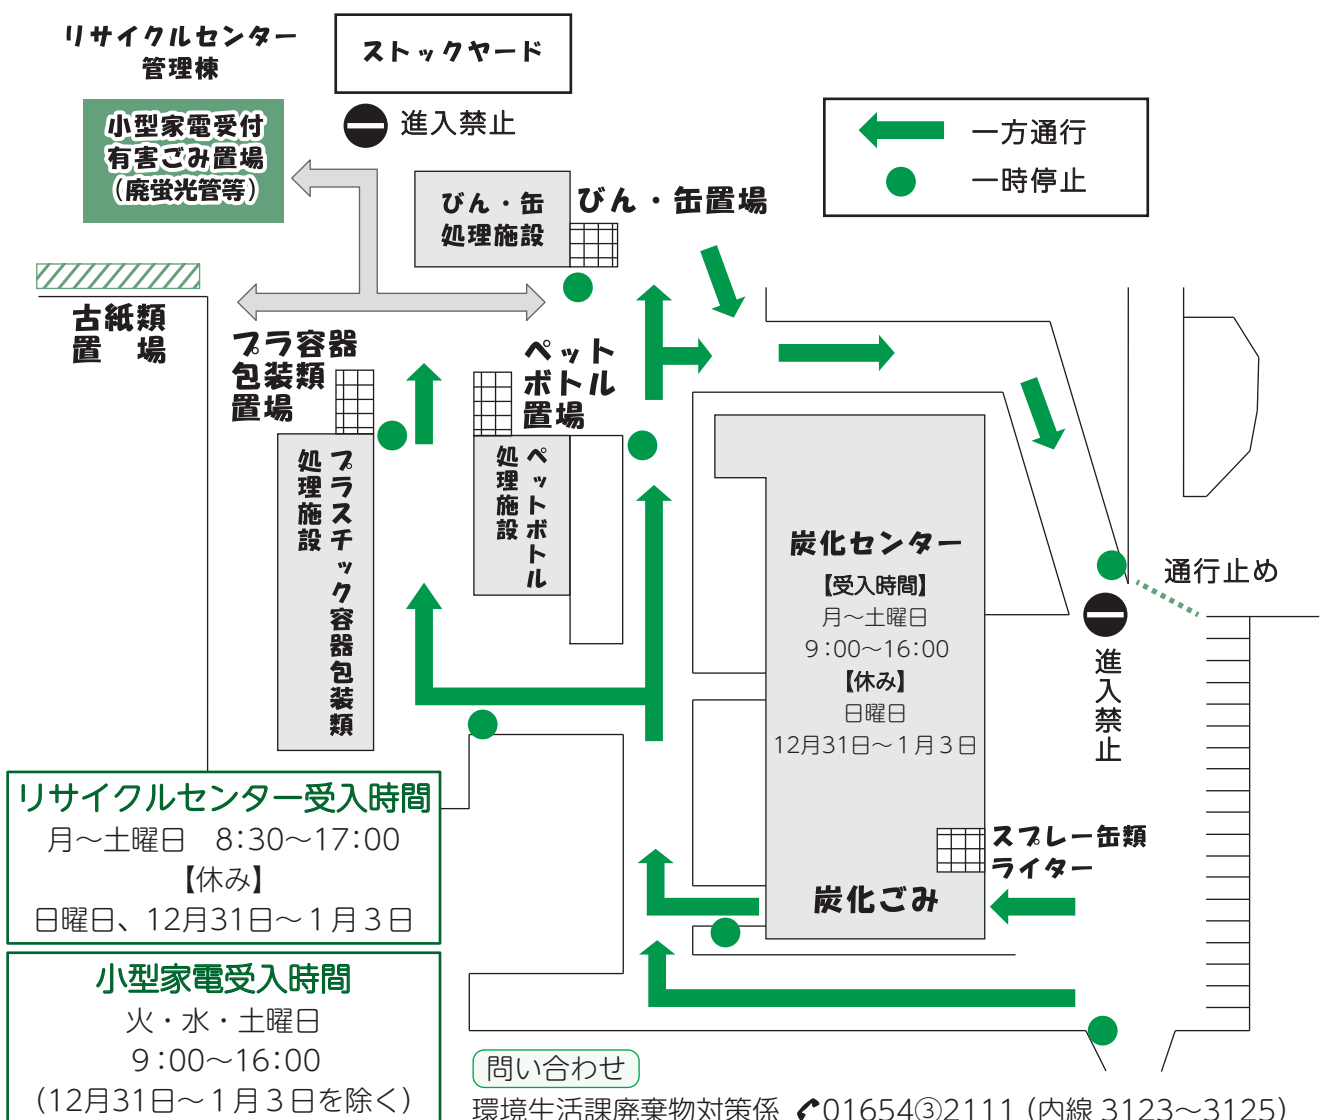 リサイクルセンター
管理棟
ストックヤード
小型家電受付
有害ごみ置場
（廃蛍光管等）
進入禁止
一方通行
一時停止
びん・缶
処理施設
びん・缶置場
古紙類
置　場
プラ容器
包装類
置場
ペット
ボトル
置場
プラスチック容器包装類
処理施設
ペットボトル
処理施設
炭化センター
【受入時間】
月～土曜日
9：00～16：00
【休み】
日曜日
12月31日～１月３日
通行止め
進入禁止
スプレー缶類
ライター
炭化ごみ
リサイクルセンター受入時間
月～土曜日　8：30～17：00
【休み】
日曜日、12月31日～１月３日
小型家電受入時間
火・水・土曜日
9：00～16：00
（12月31日～１月３日を除く）
問い合わせ
環境生活課廃棄物対策係 01654③2111（内線 3123～3125）